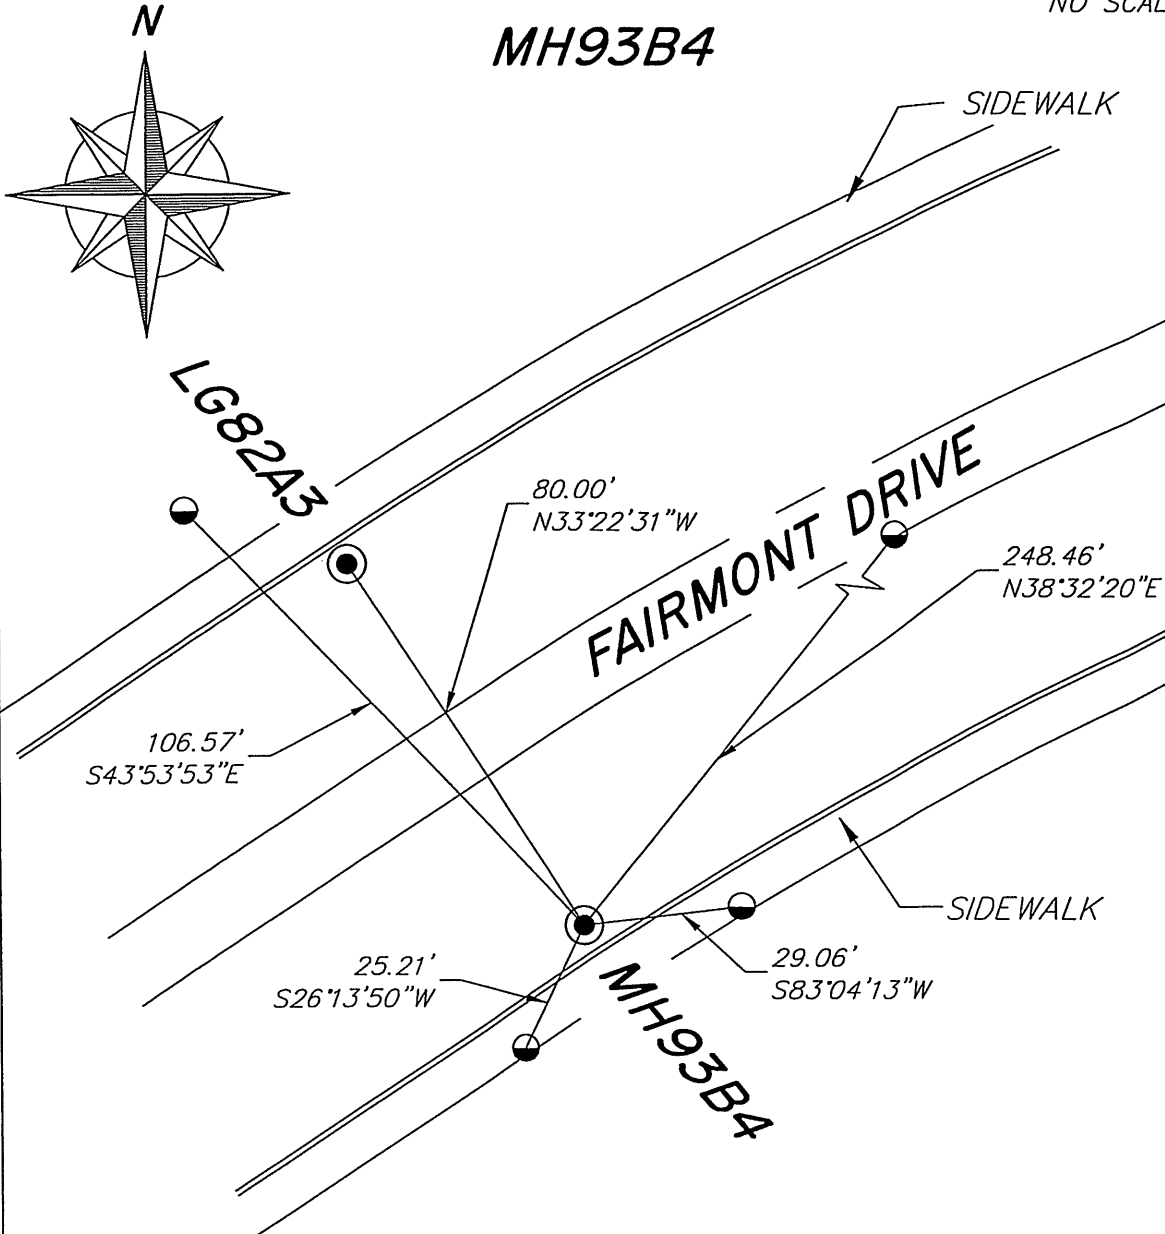 N
NO SCAL
MH93B4
SIDEWALK
LG82A3
80.00'
N33°22'31"W
FAIRMONT DRIVE
248.46'
N38°32'20"E
106.57'
S43°53'53"E
SIDEWALK
25.21'
S26°13'50"W
29.06'
S83°04'13"W
MH93B4